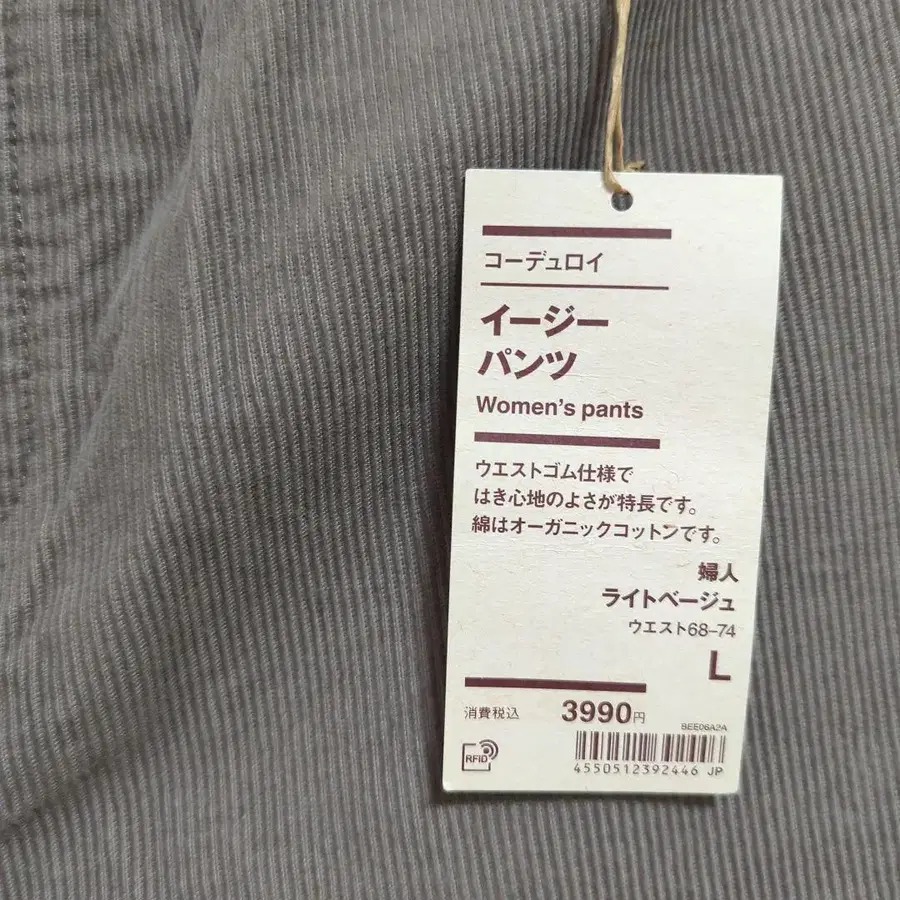 コーデュロイ
イージー
パンツ
Women's pants
ウエストゴム仕様で
はき心地のよさが特長です。
綿はオーガニックコットンです。
婦人
ライトベージュ
ウエスト68–74
L
消費税込 3990円
BEE06A2A
RFID
4550512392446 JP